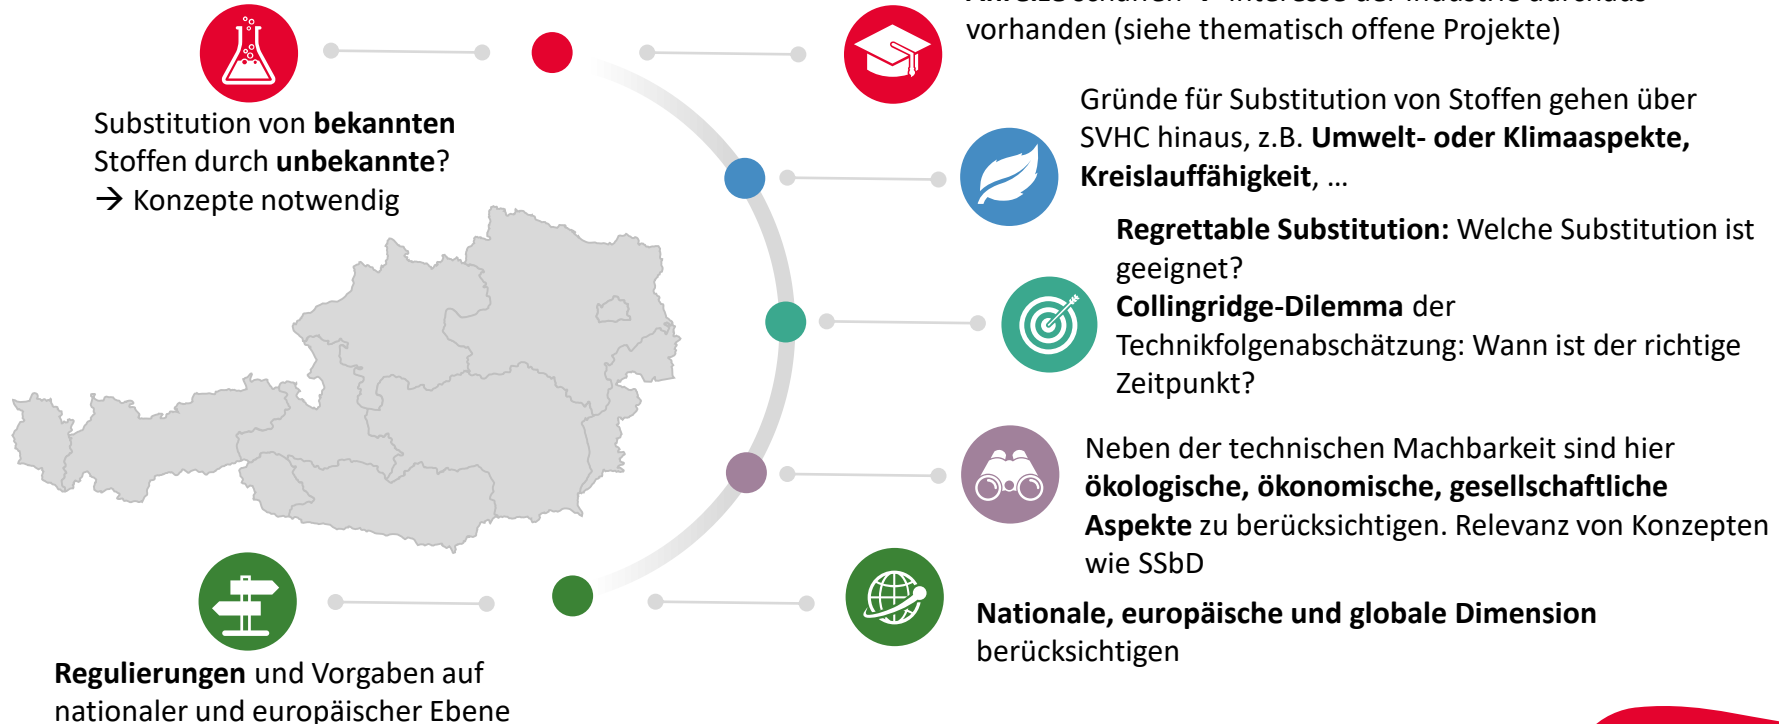 vorhanden (siehe thematisch offene Projekte)
Substitution von bekannten
Stoffen durch unbekannte?
→ Konzepte notwendig
Gründe für Substitution von Stoffen gehen über
SVHC hinaus, z.B. Umwelt- oder Klimaaspekte,
Kreislauffähigkeit, ...
Regrettable Substitution: Welche Substitution ist
geeignet?
Collingridge-Dilemma der
Technikfolgenabschätzung: Wann ist der richtige
Zeitpunkt?
Neben der technischen Machbarkeit sind hier
ökologische, ökonomische, gesellschaftliche
Aspekte zu berücksichtigen. Relevanz von Konzepten
wie SSbD
Nationale, europäische und globale Dimension
berücksichtigen
Regulierungen und Vorgaben auf
nationaler und europäischer Ebene